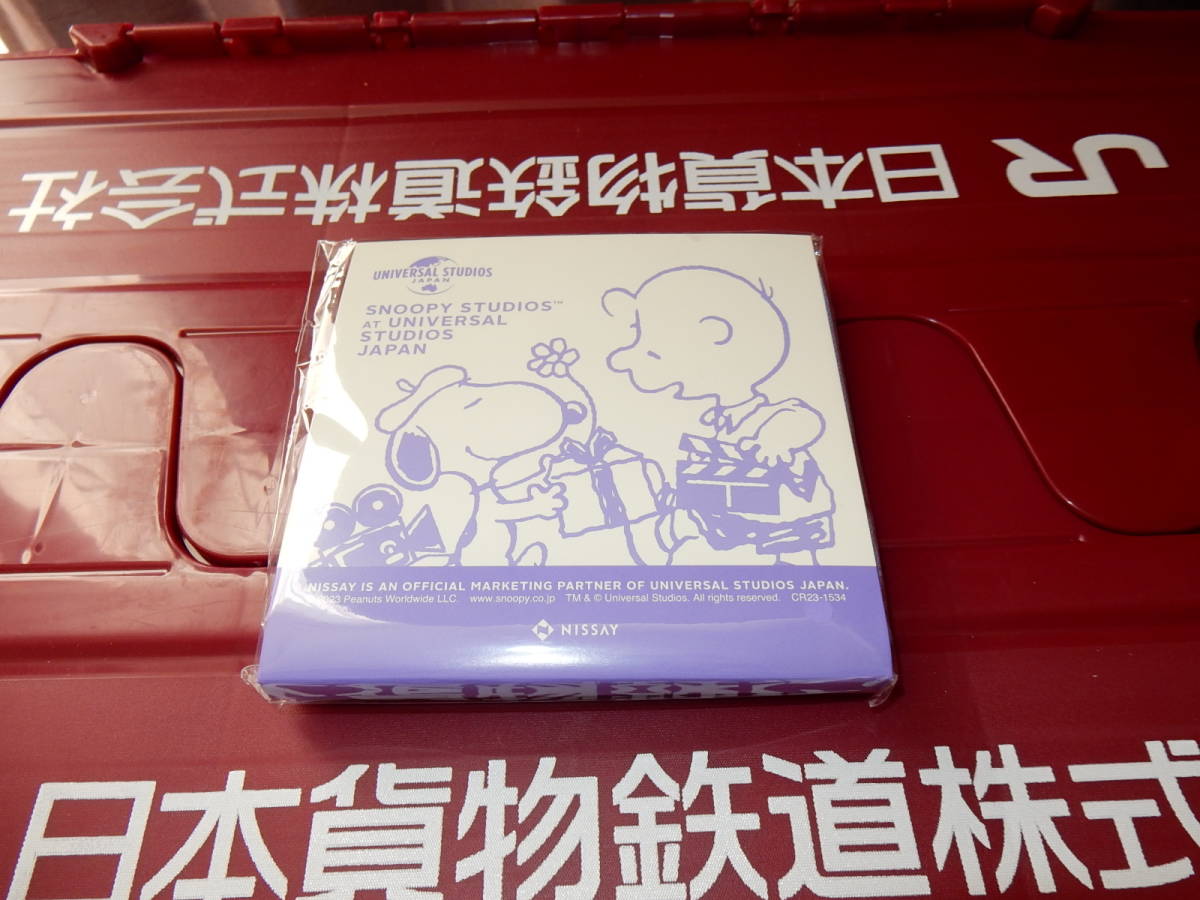 JR 日本貨物鉄道株式会社
UNIVERSAL STUDIOS
JAPAN
SNOOPY STUDIOS™
AT UNIVERSAL
STUDIOS
JAPAN
NISSAY IS AN OFFICIAL MARKETING PARTNER OF UNIVERSAL STUDIOS JAPAN.
© 2023 Peanuts Worldwide LLC. www.snoopy.co.jp TM & © Universal Studios. All rights reserved. CR23-1534
NISSAY
日本貨物鉄道株式